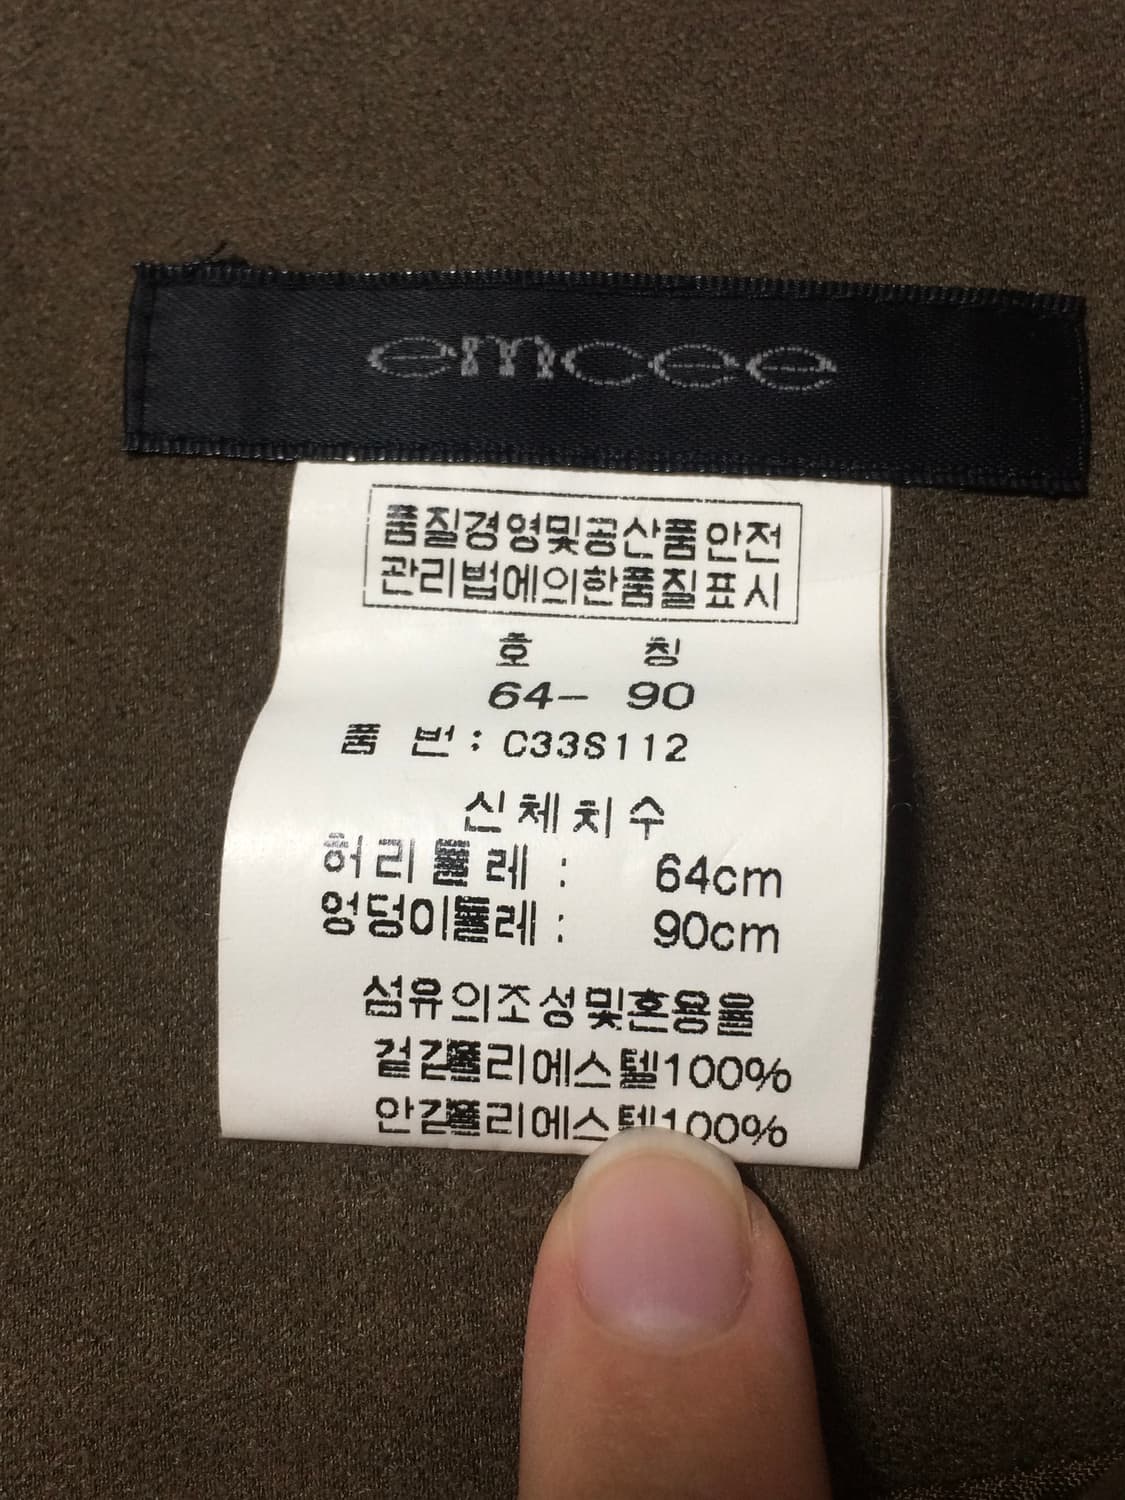 emcee
품질경영및공산품안전
관리법에의한품질표시
호 칭
64- 90
품 번 : C33S112
신체치수
허리둘레 : 64cm
엉덩이둘레 : 90cm
섬유의조성및혼용율
겉감폴리에스텔100%
안감폴리에스텔100%